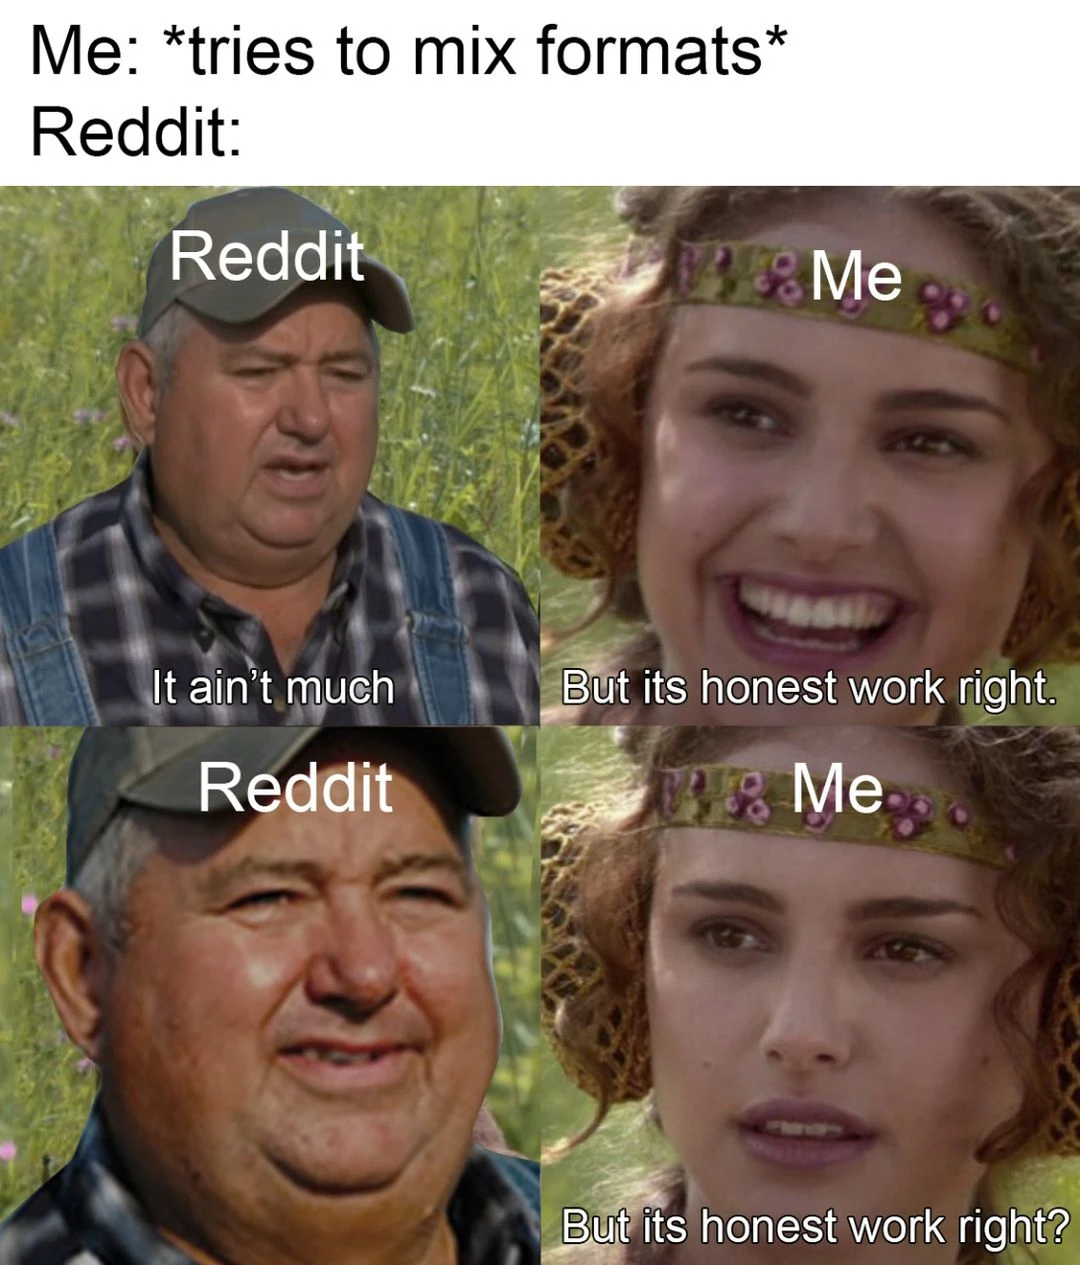 Me: *tries to mix formats*
Reddit:
Reddit
Me
It ain't much
But its honest work right.
Reddit
Me
But its honest work right?